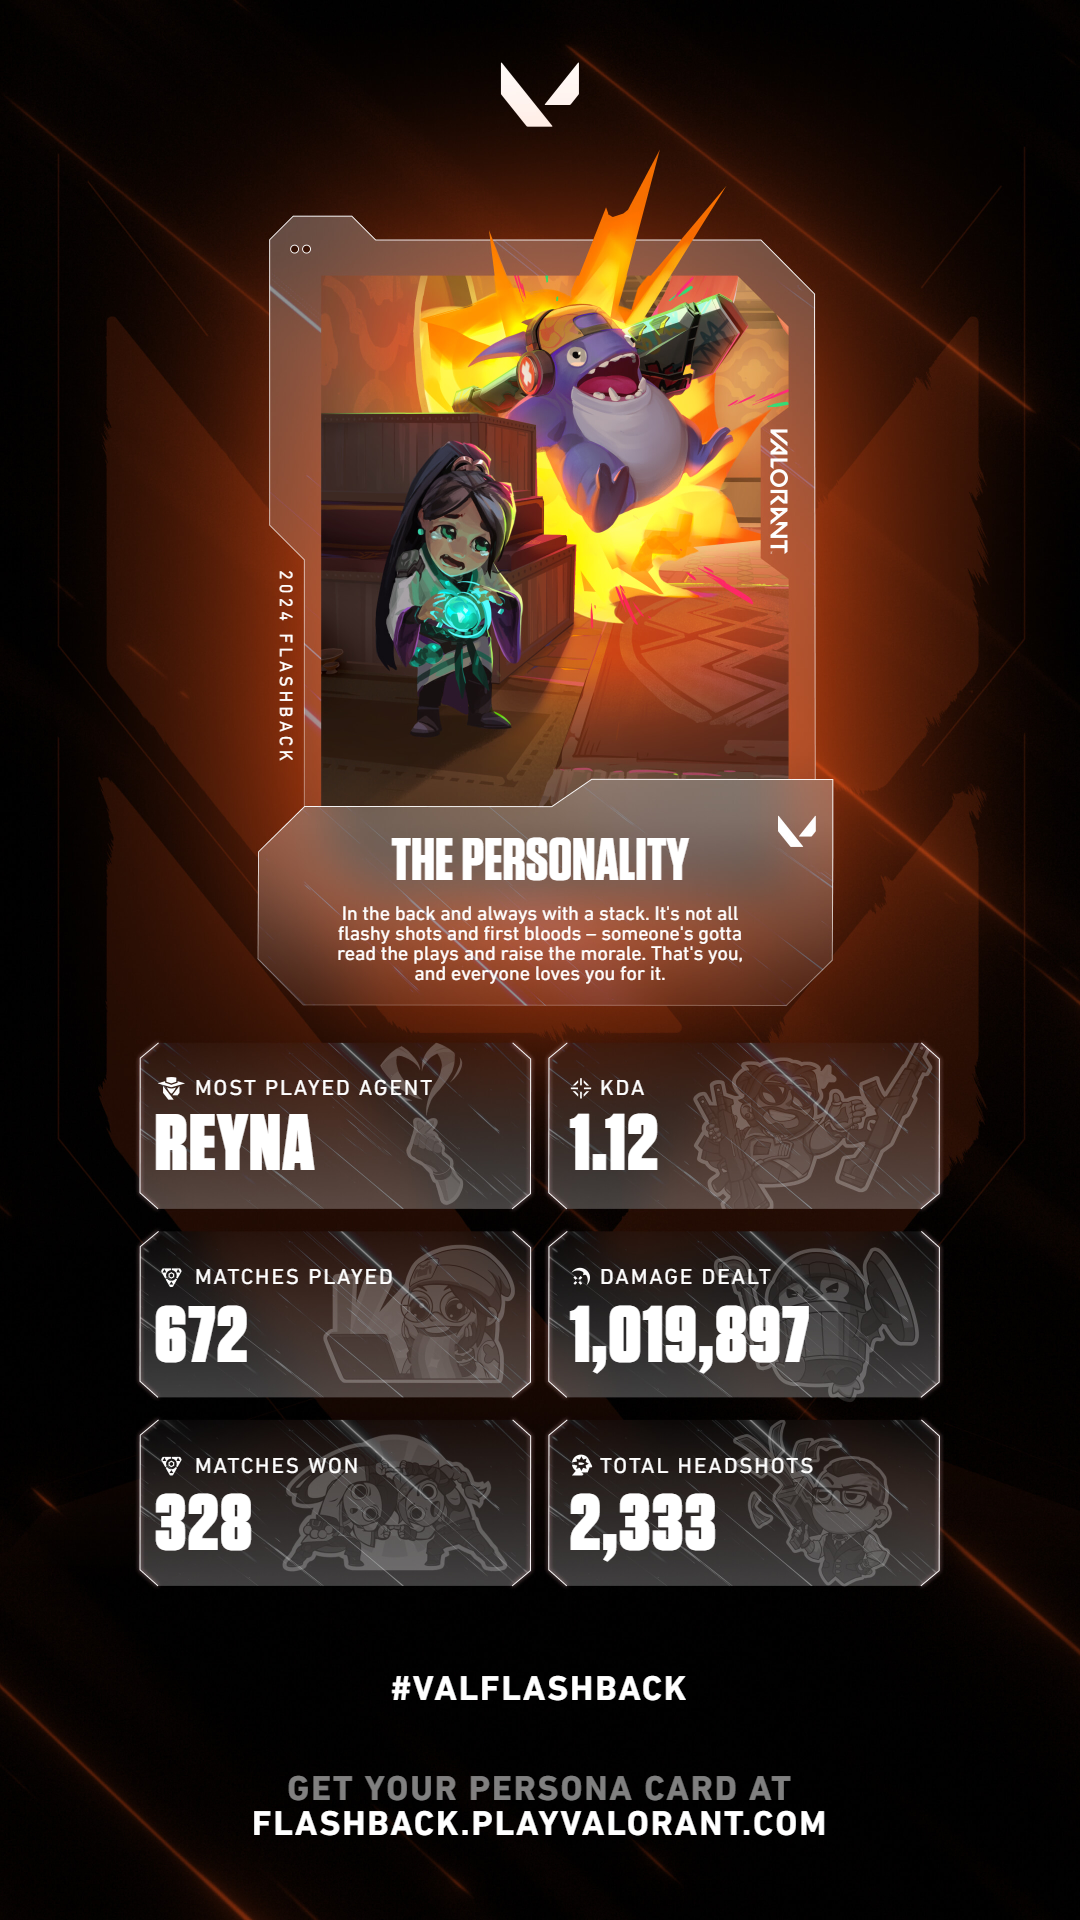 VALORANT
2024 FLASHBACK
THE PERSONALITY
In the back and always with a stack. It's not all
flashy shots and first bloods – someone's gotta
read the plays and raise the morale. That's you,
and everyone loves you for it.
MOST PLAYED AGENT
REYNA
KDA
1.12
MATCHES PLAYED
672
DAMAGE DEALT
1,019,897
MATCHES WON
328
TOTAL HEADSHOTS
2,333
#VALFLASHBACK
GET YOUR PERSONA CARD AT
FLASHBACK.PLAYVALORANT.COM